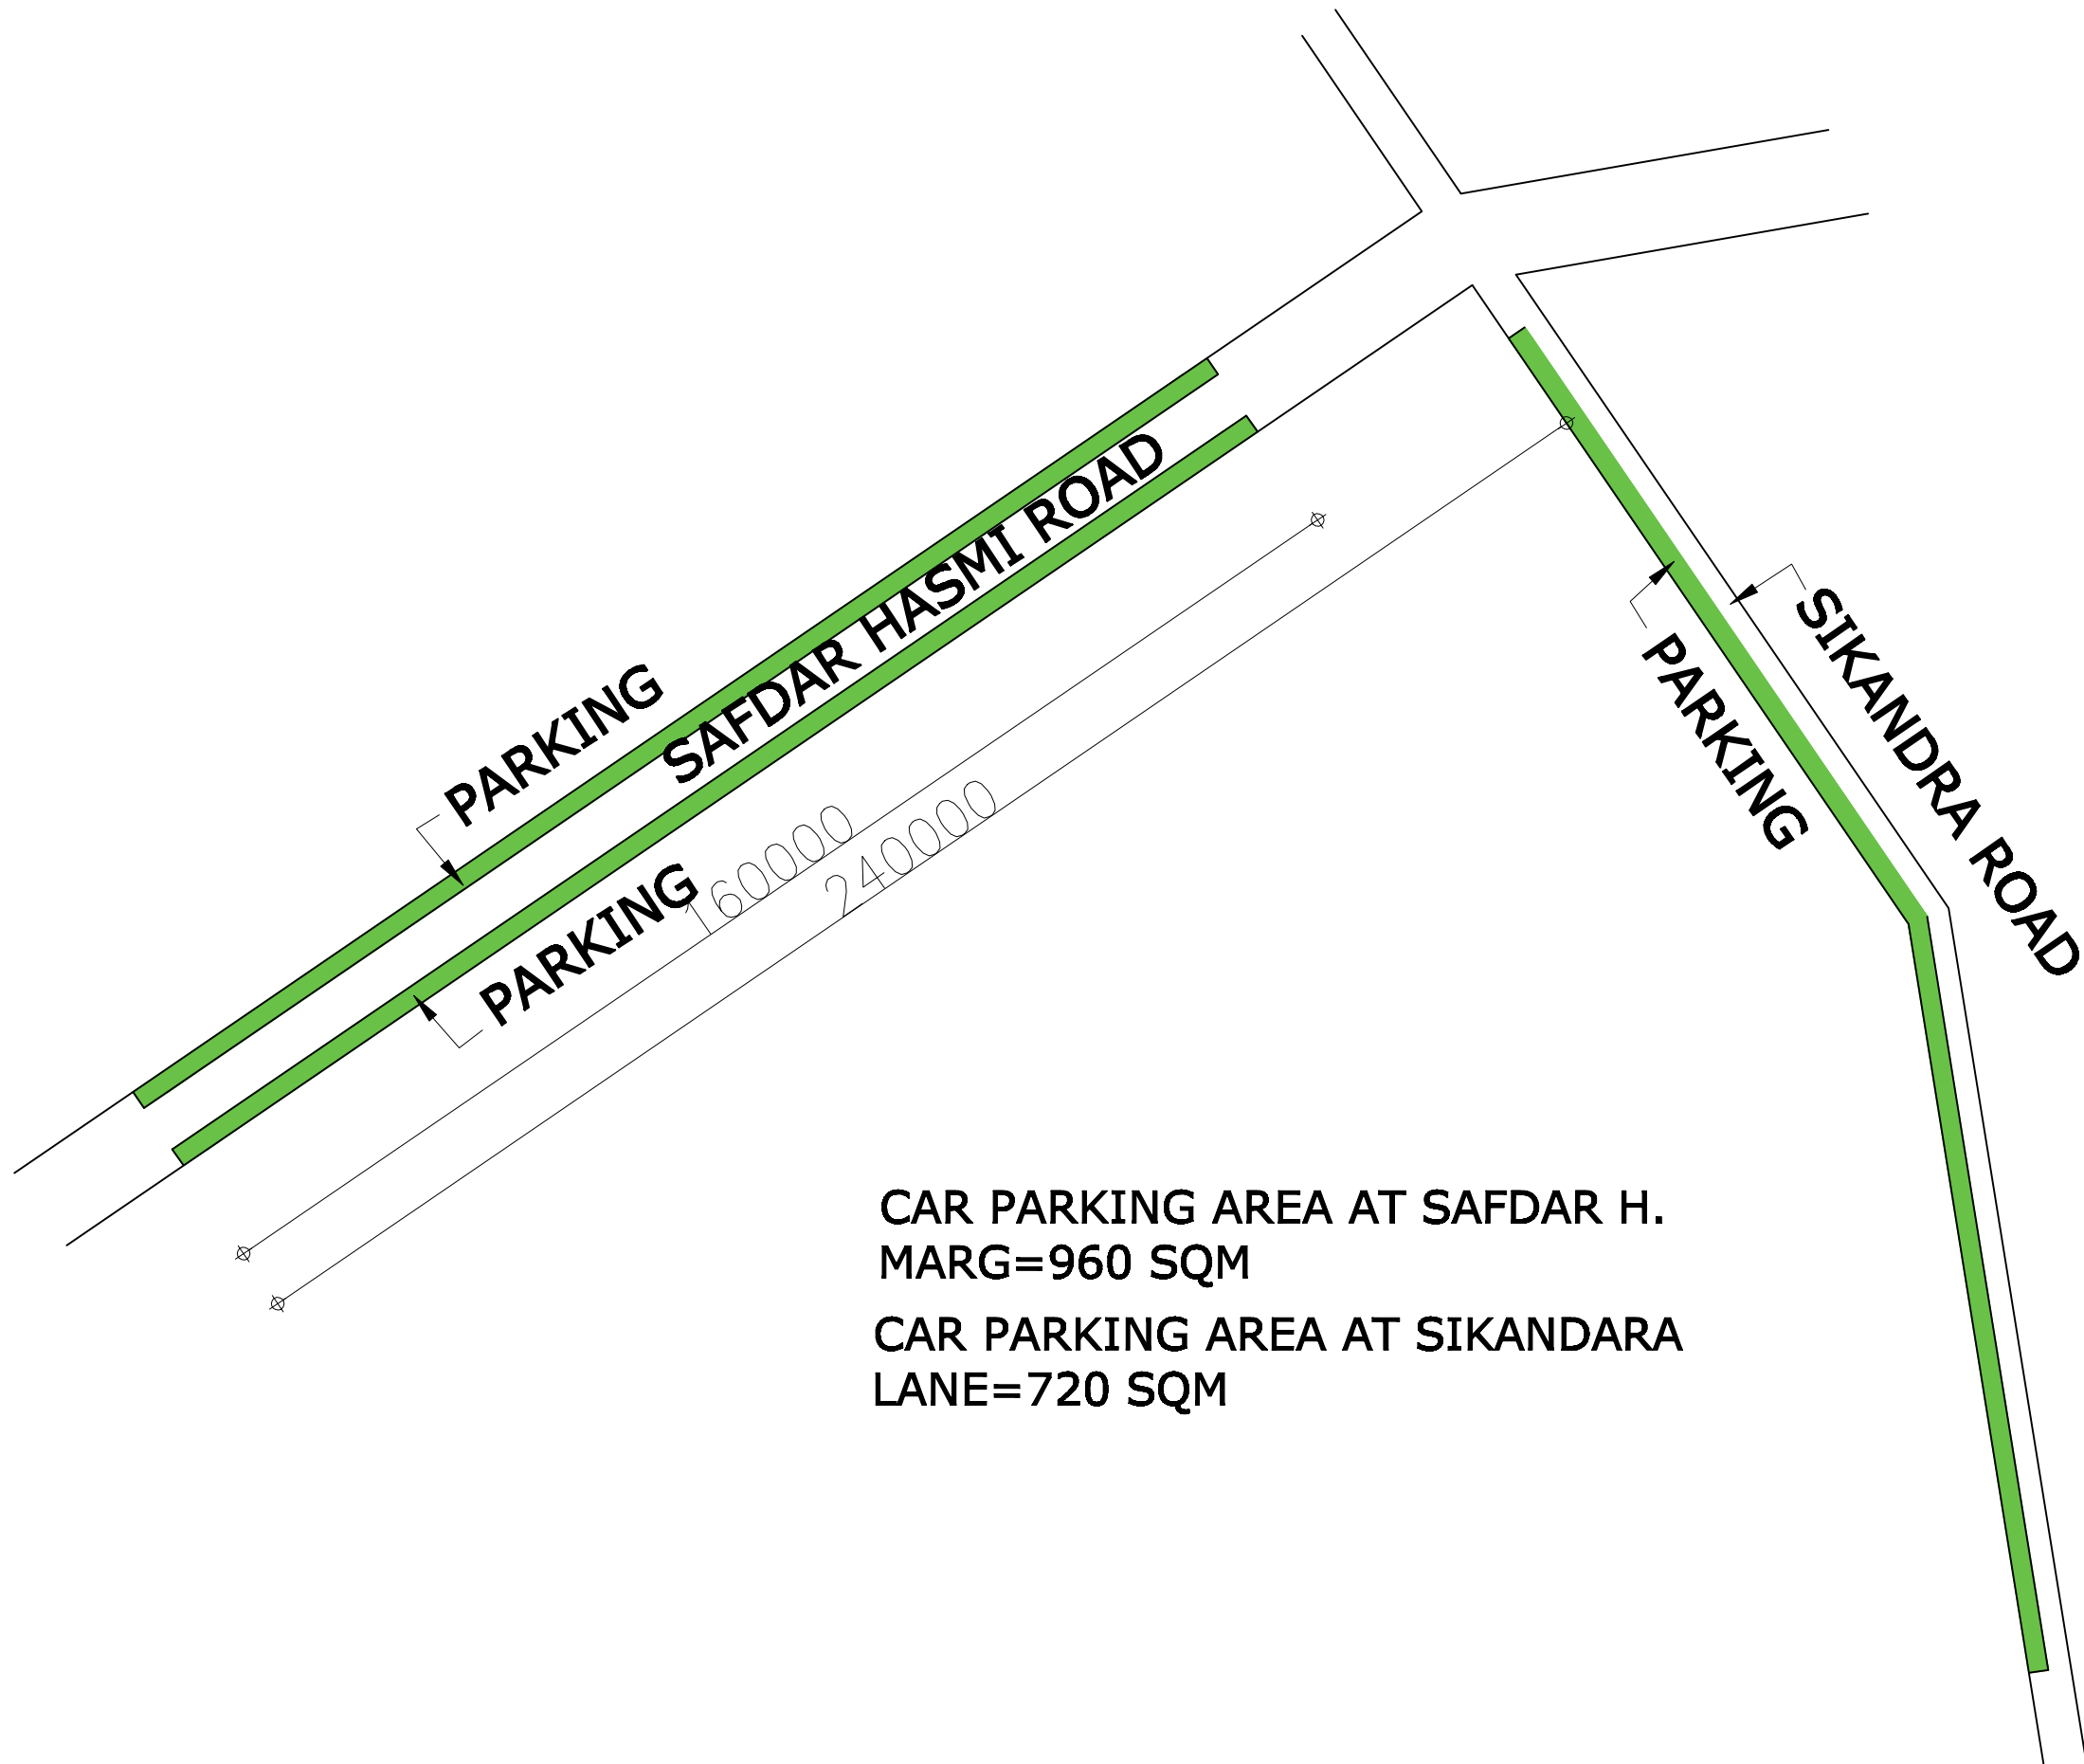 PARKING
SAFDAR HASMI ROAD
PARKING
160000
240000
PARKING
SIKANDRA ROAD
CAR PARKING AREA AT SAFDAR H.
MARG=960 SQM
CAR PARKING AREA AT SIKANDARA
LANE=720 SQM